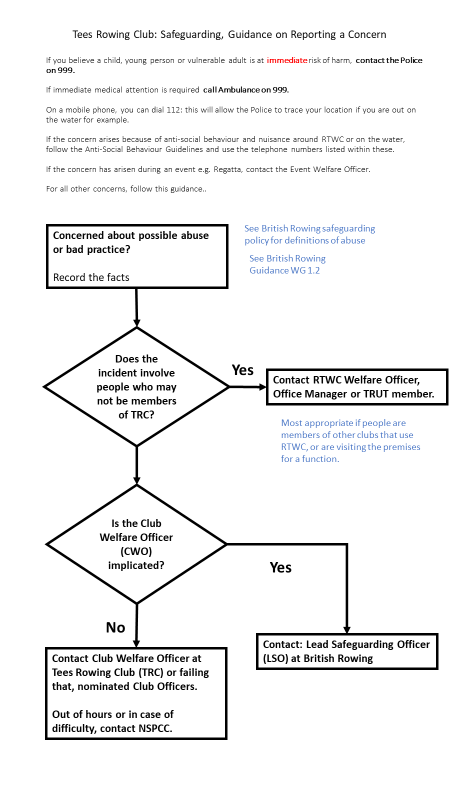 Tees Rowing Club: Safeguarding, Guidance on Reporting a Concern
If you believe a child, young person or vulnerable adult is at immediate risk of harm, contact the Police
on 999.
If immediate medical attention is required call Ambulance on 999.
On a mobile phone, you can dial 112: this will allow the Police to trace your location if you are out on
the water for example.
If the concern arises because of anti-social behaviour and nuisance around RTWC or on the water,
follow the Anti-Social Behaviour Guidelines and use the telephone numbers listed within these.
If the concern has arisen during an event e.g. Regatta, contact the Event Welfare Officer.
For all other concerns, follow this guidance..
Concerned about possible abuse
or bad practice?
Record the facts
See British Rowing safeguarding
policy for definitions of abuse
See British Rowing
Guidance WG 1.2
Does the
incident involve
people who may
not be members
of TRC?
Yes
Contact RTWC Welfare Officer,
Office Manager or TRUT member.
Most appropriate if people are
members of other clubs that use
RTWC, or are visiting the premises
for a function.
Is the Club
Welfare Officer
(CWO)
implicated?
Yes
No
Contact: Lead Safeguarding Officer
(LSO) at British Rowing
Contact Club Welfare Officer at
Tees Rowing Club (TRC) or failing
that, nominated Club Officers.
Out of hours or in case of
difficulty, contact NSPCC.